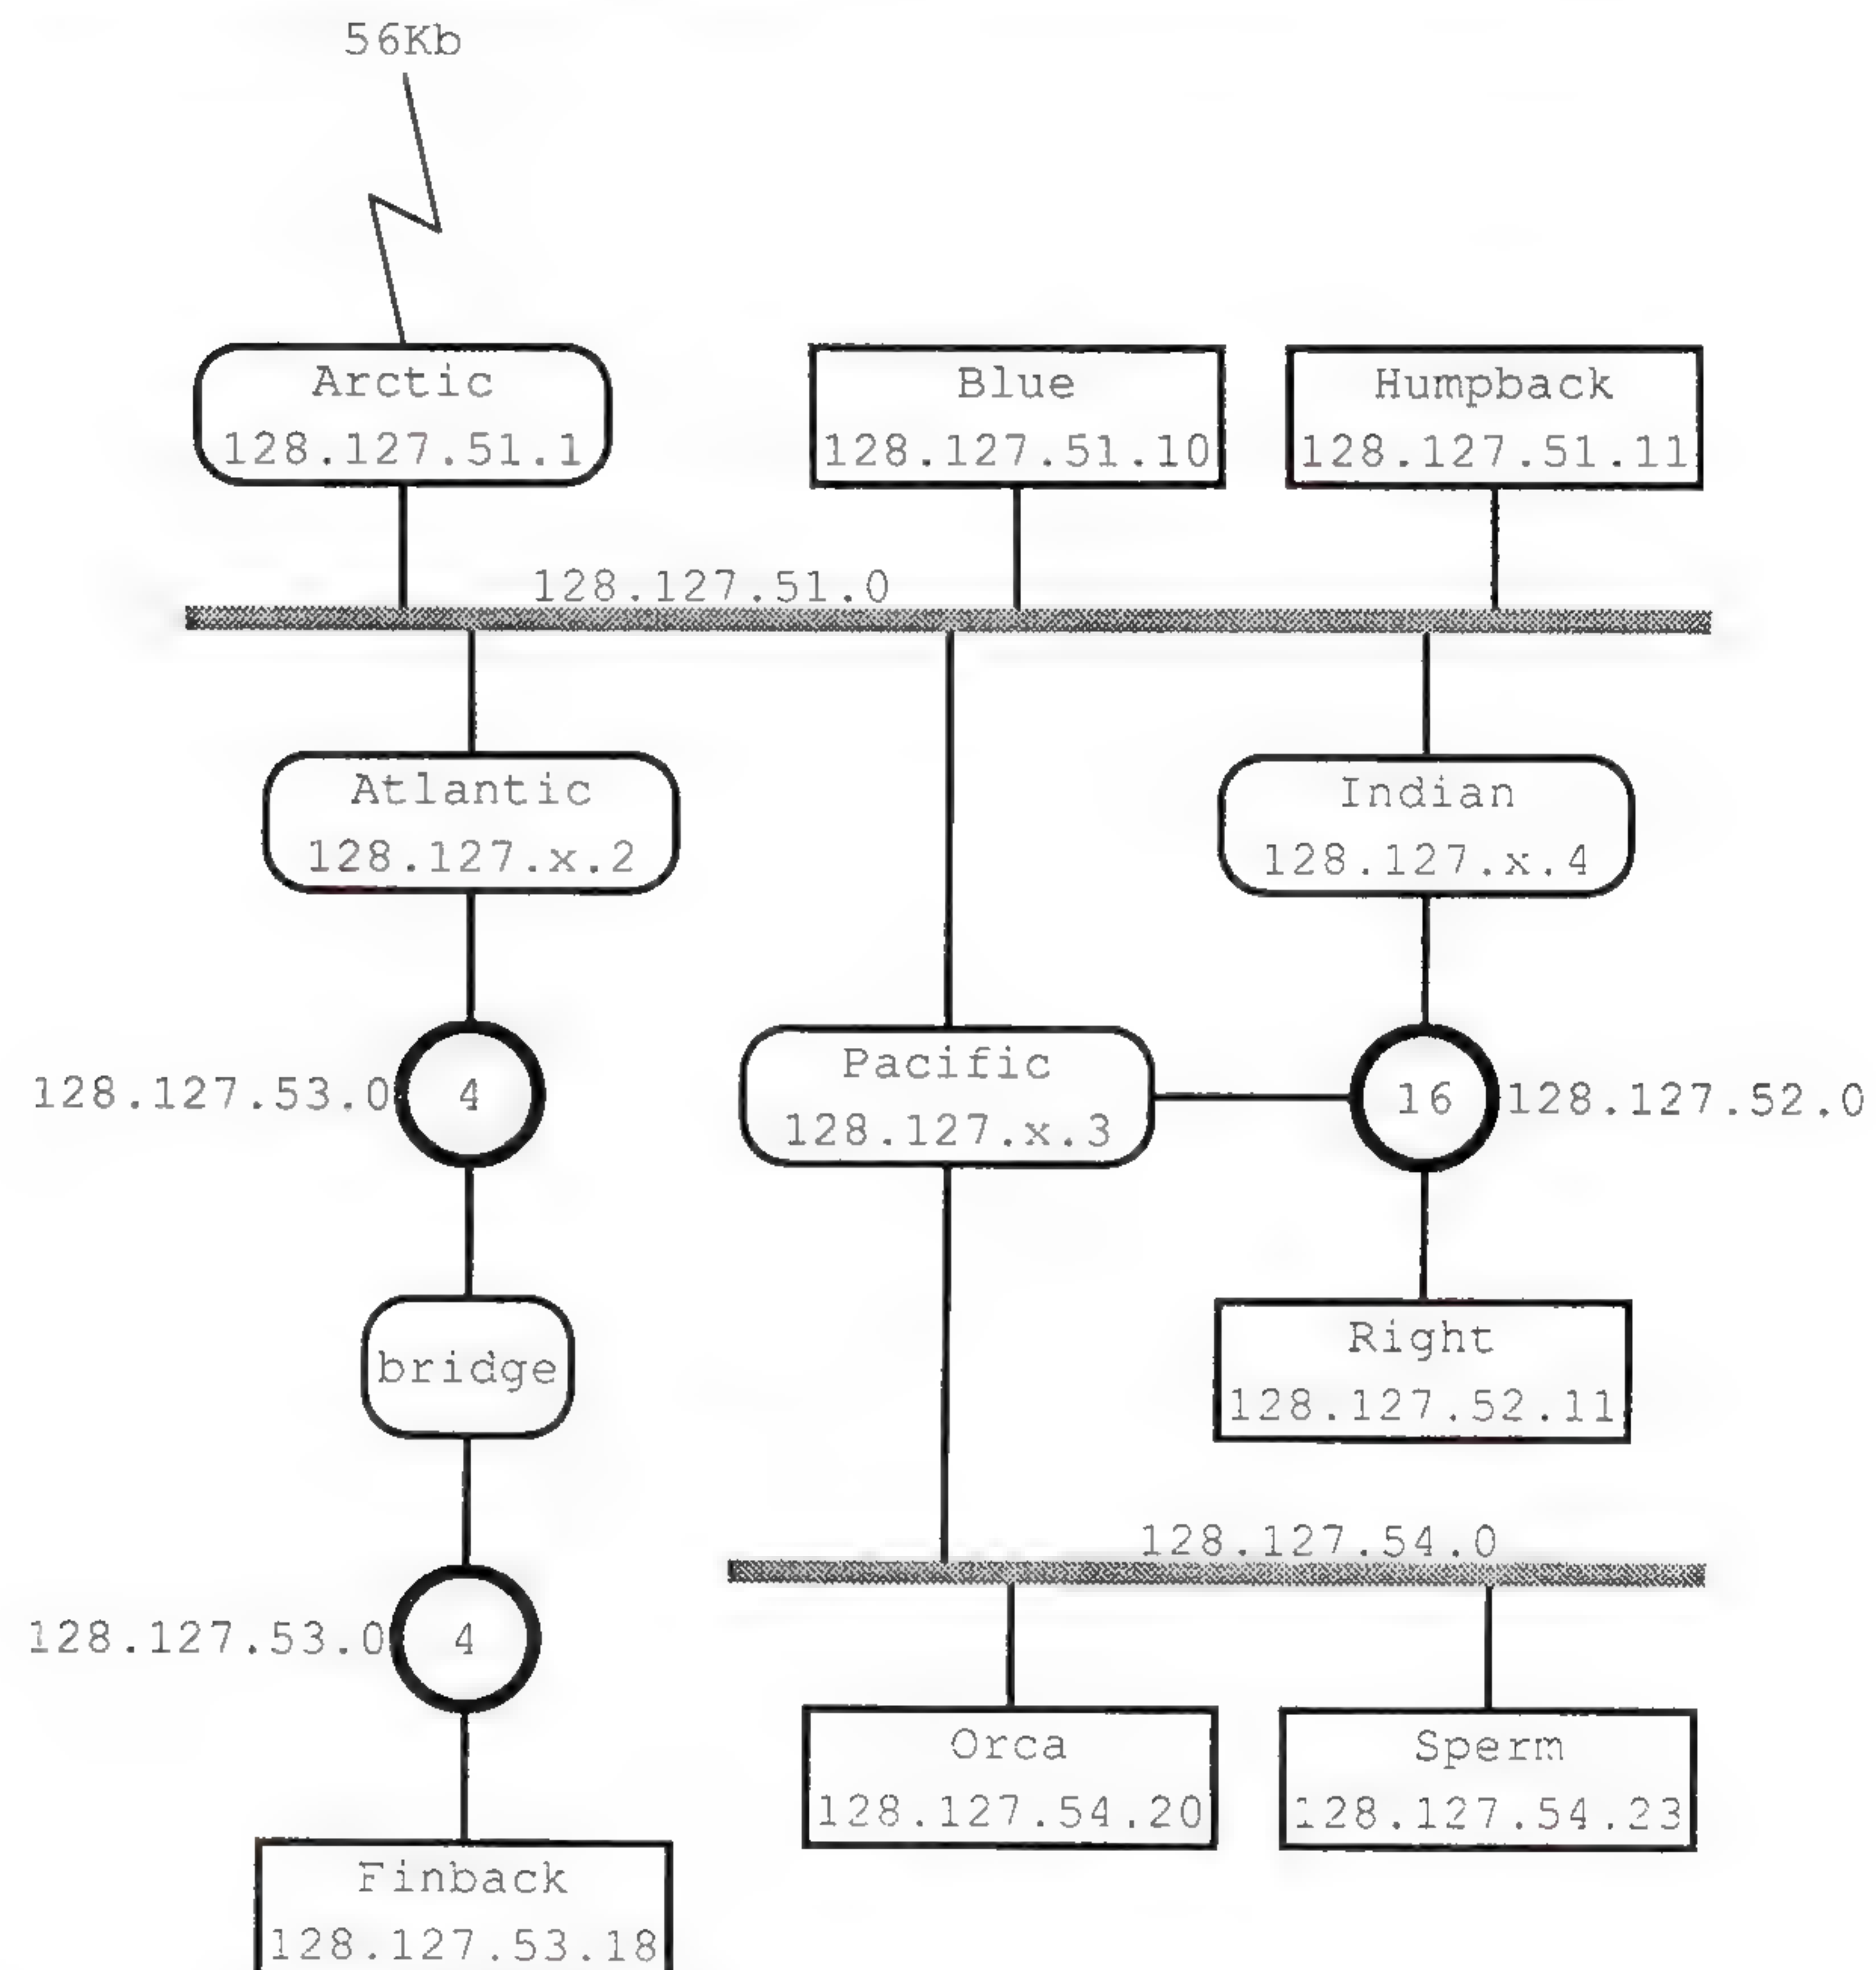 56Kb
Arctic
128.127.51.1
Blue
128.127.51.10
Humpback
128.127.51.11
128.127.51.0
Atlantic
128.127.x.2
Indian
128.127.x.4
Pacific
128.127.x.3
128.127.53.0
4
16
128.127.52.0
bridge
Right
128.127.52.11
128.127.54.0
128.127.53.0
4
Orca
128.127.54.20
Sperm
128.127.54.23
Finback
128.127.53.18